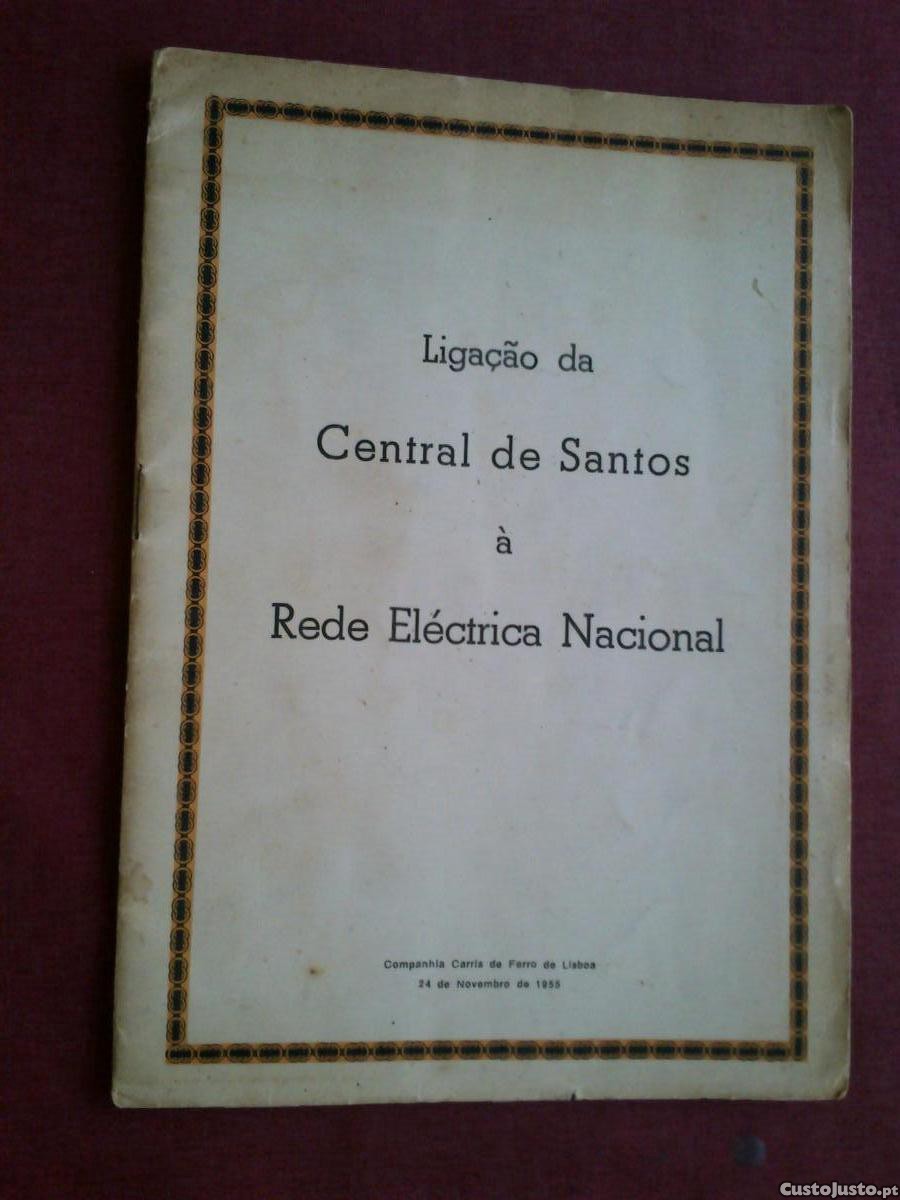 Ligação da
Central de Santos
à
Rede Eléctrica Nacional
Companhia Carris de Ferro de Lisboa
24 de Novembro de 1955
CustoJusto.pt